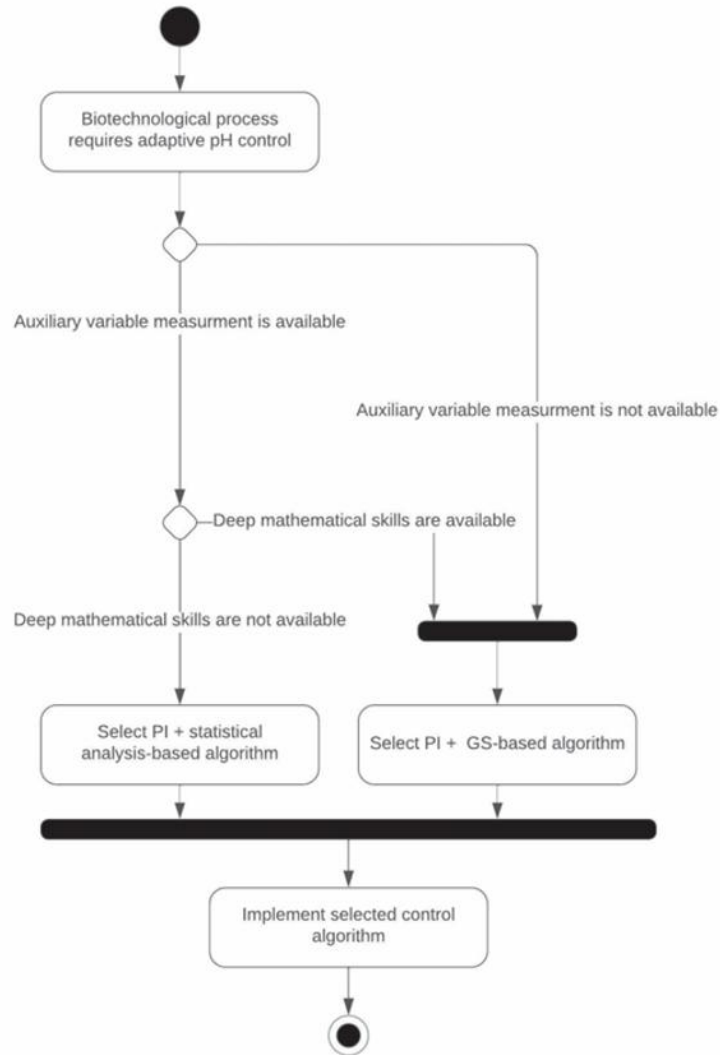 Biotechnological process
requires adaptive pH control
Auxiliary variable measurment is available
Auxiliary variable measurment is not available
Deep mathematical skills are available
Deep mathematical skills are not available
Select PI + statistical
analysis-based algorithm
Select PI + GS-based algorithm
Implement selected control
algorithm